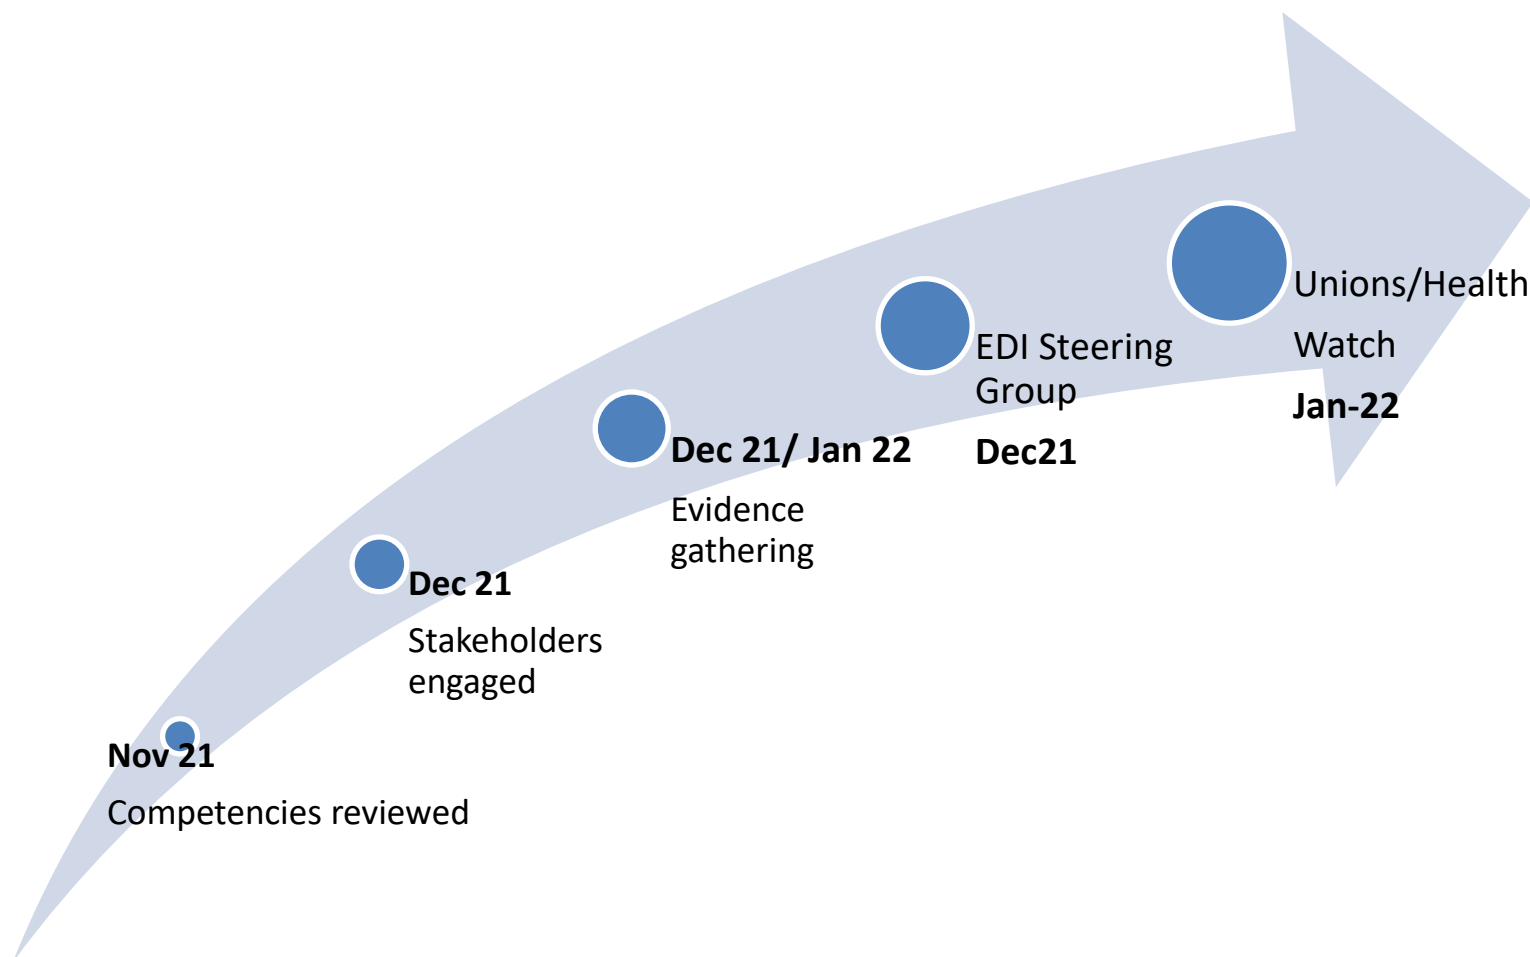 Nov 21
Competencies reviewed
Dec 21
Stakeholders
engaged
Dec 21/ Jan 22
Evidence
gathering
EDI Steering
Group
Dec21
Unions/Health
Watch
Jan-22